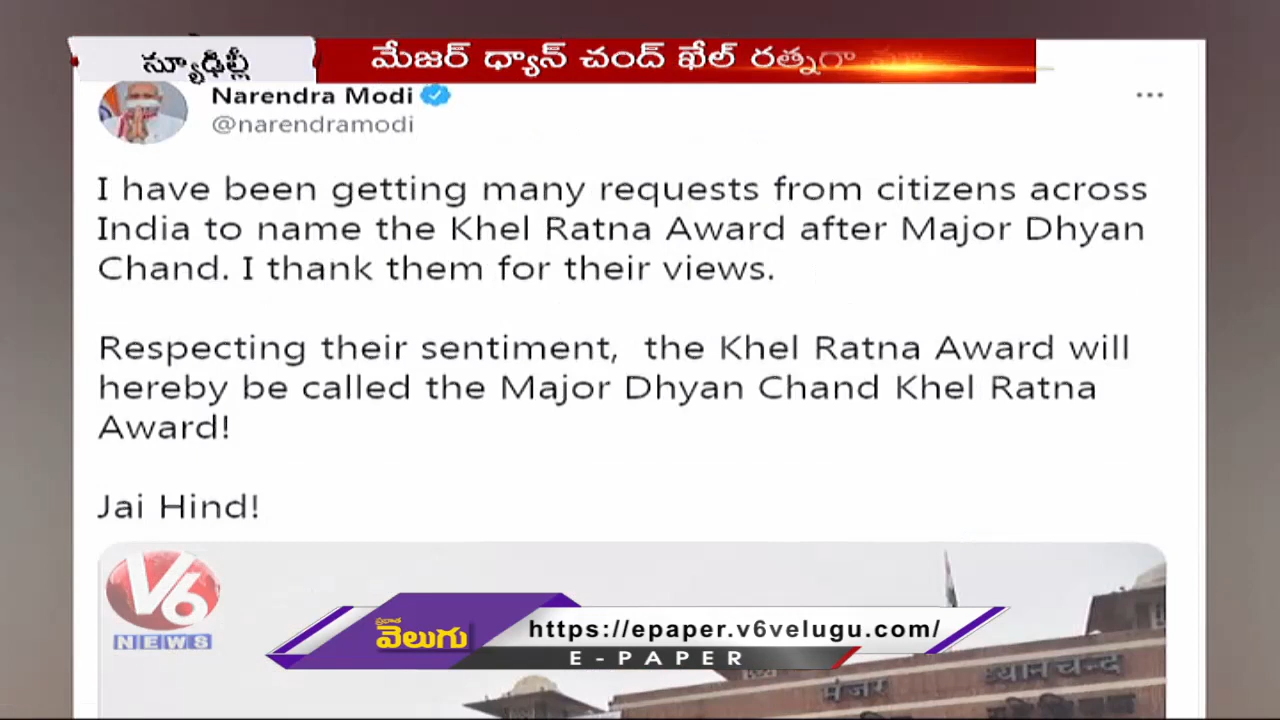 న్యూఢిల్లీ
మేజర్ ధ్యాన్ చంద్ ఖేల్ రత్నగా
Narendra Modi
@narendramodi
I have been getting many requests from citizens across
India to name the Khel Ratna Award after Major Dhyan
Chand. I thank them for their views.
Respecting their sentiment, the Khel Ratna Award will
hereby be called the Major Dhyan Chand Khel Ratna
Award!
Jai Hind!
V6
NEWS
ప్రభాత
వెలుగు
https://epaper.v6velugu.com/
E-PAPER
मेजर ध्यान चन्द